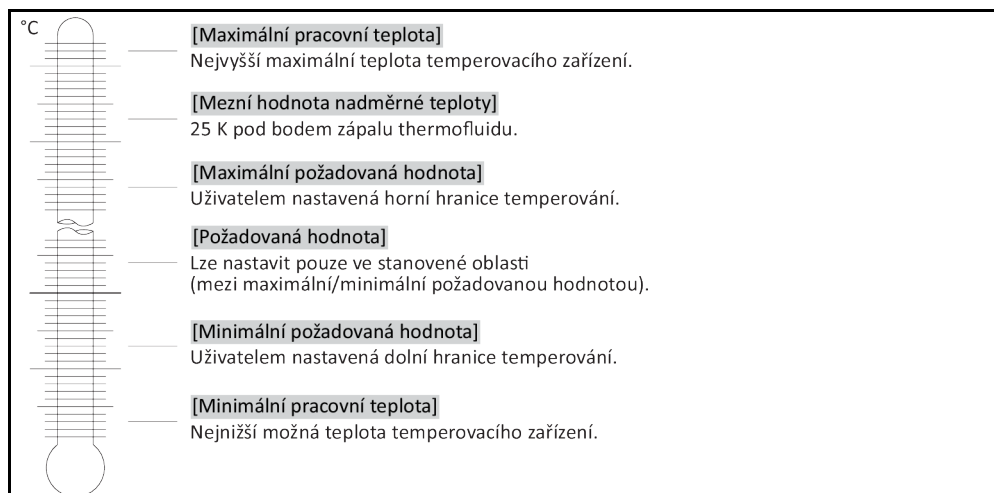 °C
[Maximální pracovní teplota]
Nejvyšší maximální teplota temperovacího zařízení.
[Mezní hodnota nadměrné teploty]
25 K pod bodem zápalu thermofluidu.
[Maximální požadovaná hodnota]
Uživatelem nastavená horní hranice temperování.
[Požadovaná hodnota]
Lze nastavit pouze ve stanovené oblasti
(mezi maximální/minimální požadovanou hodnotou).
[Minimální požadovaná hodnota]
Uživatelem nastavená dolní hranice temperování.
[Minimální pracovní teplota]
Nejnižší možná teplota temperovacího zařízení.